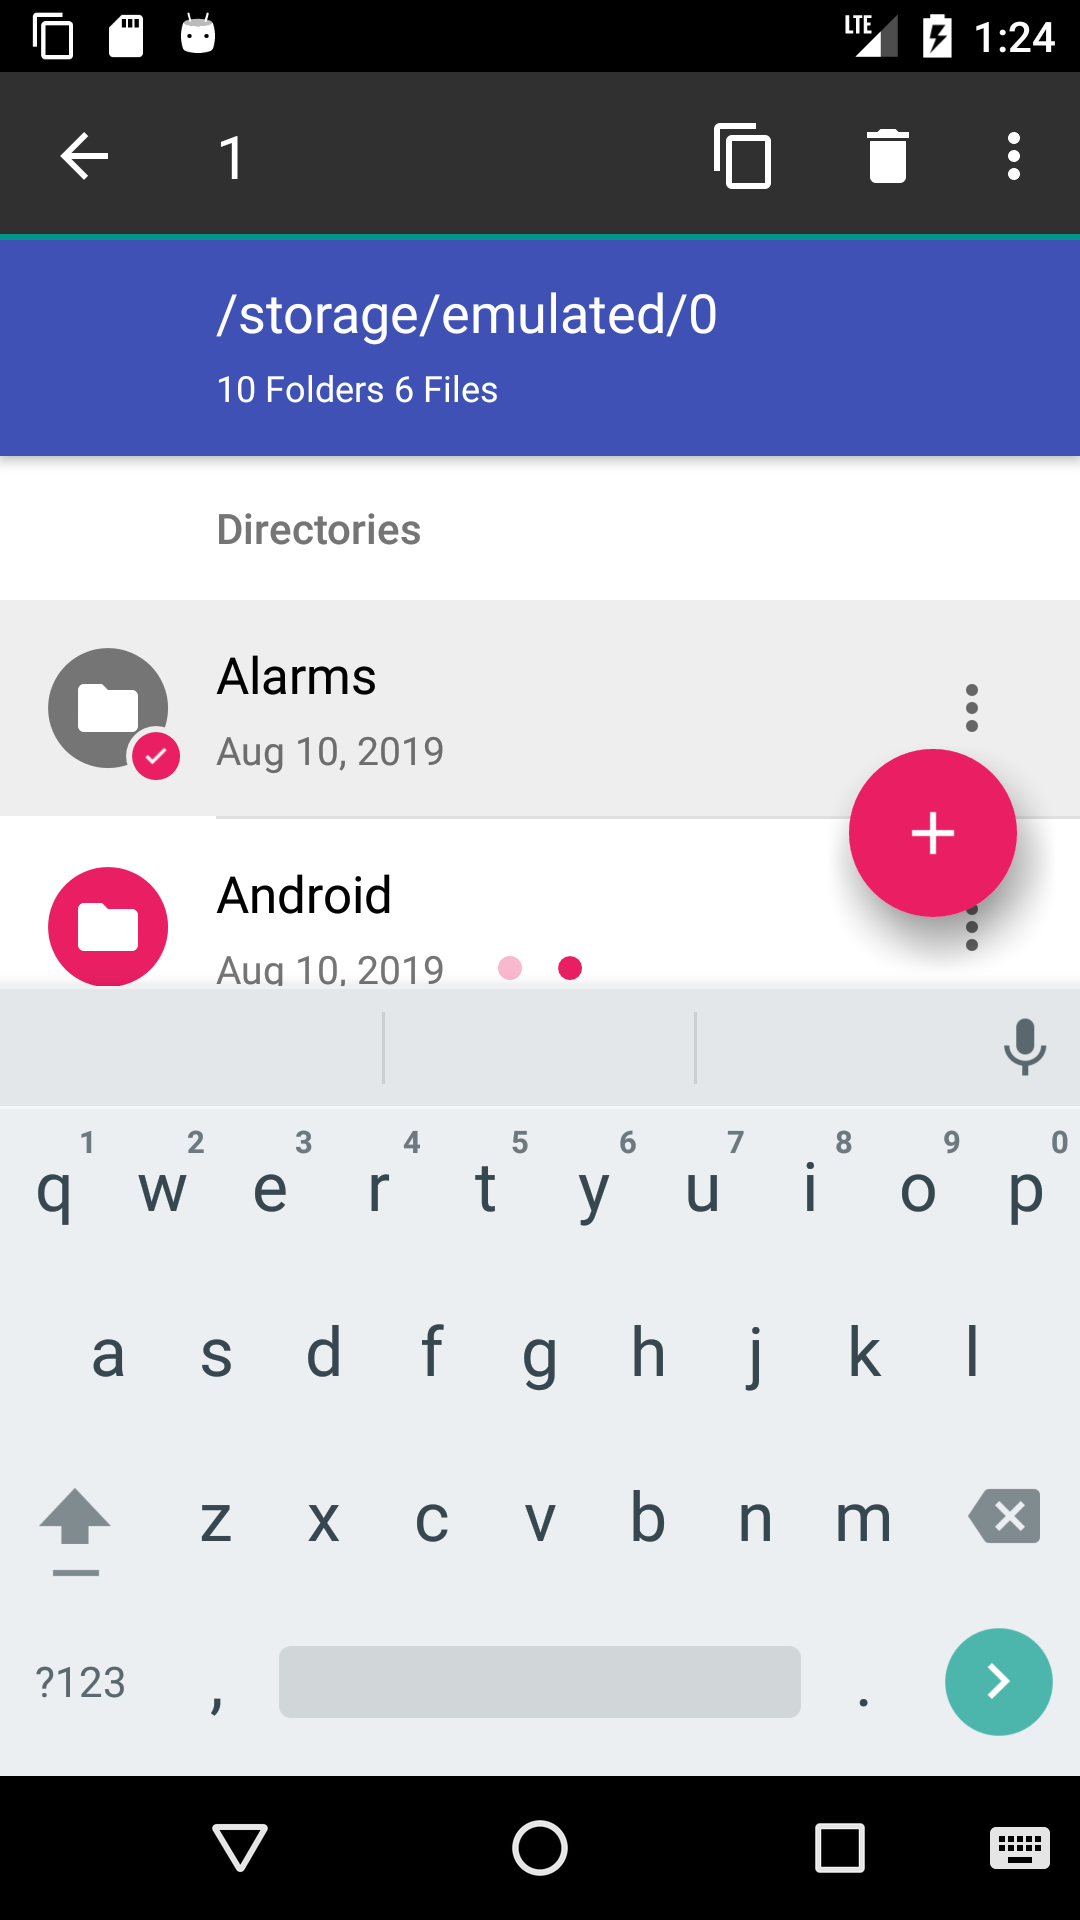 LTE 1:24
1
/storage/emulated/0
10 Folders 6 Files
Directories
Alarms
Aug 10, 2019
Android
Aug 10, 2019
1 2 3 4 5 6 7 8 9 0
q w e r t y u i o p
a s d f g h j k l
z x c v b n m
?123 , .